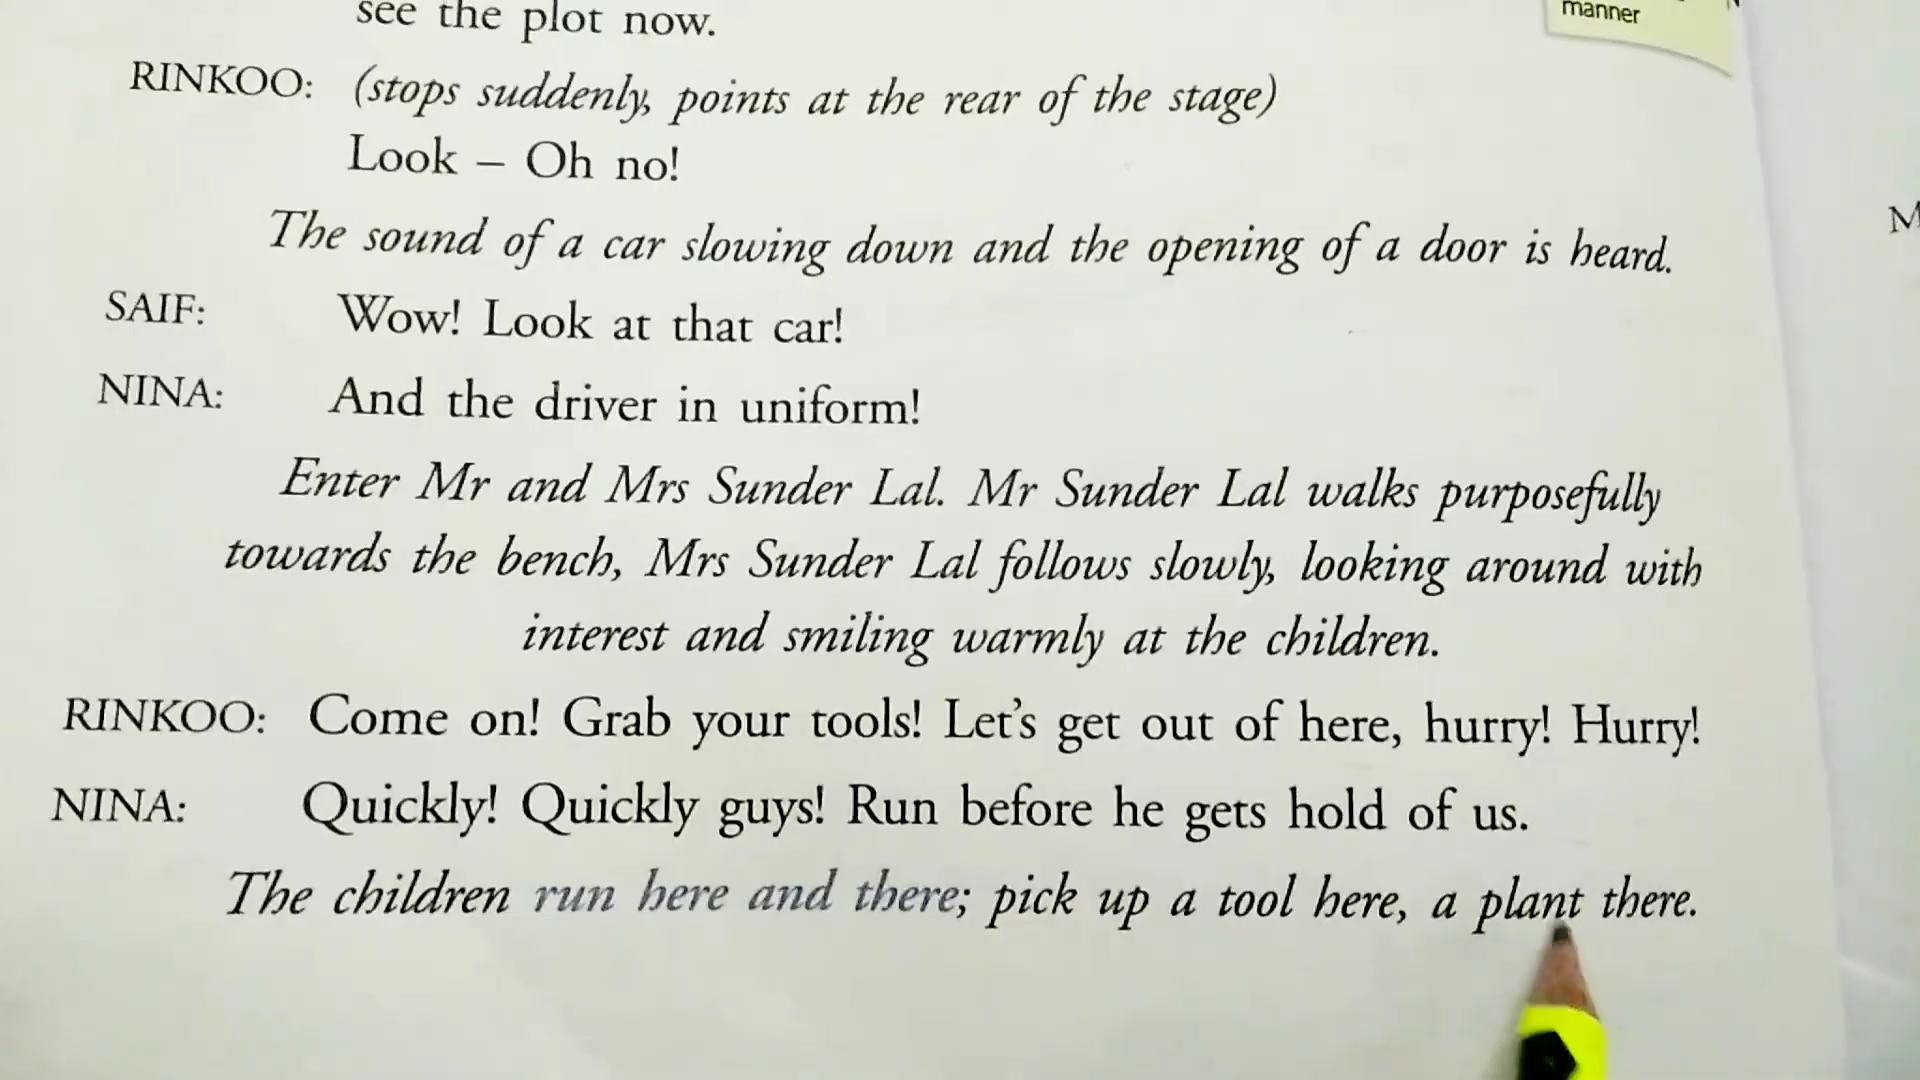 see the plot now.
manner
RINKOO: (stops suddenly, points at the rear of the stage)
Look – Oh no!
The sound of a car slowing down and the opening of a door is heard.
SAIF: Wow! Look at that car!
NINA: And the driver in uniform!
Enter Mr and Mrs Sunder Lal. Mr Sunder Lal walks purposefully
towards the bench, Mrs Sunder Lal follows slowly, looking around with
interest and smiling warmly at the children.
RINKOO: Come on! Grab your tools! Let's get out of here, hurry! Hurry!
NINA: Quickly! Quickly guys! Run before he gets hold of us.
The children run here and there; pick up a tool here, a plant there.